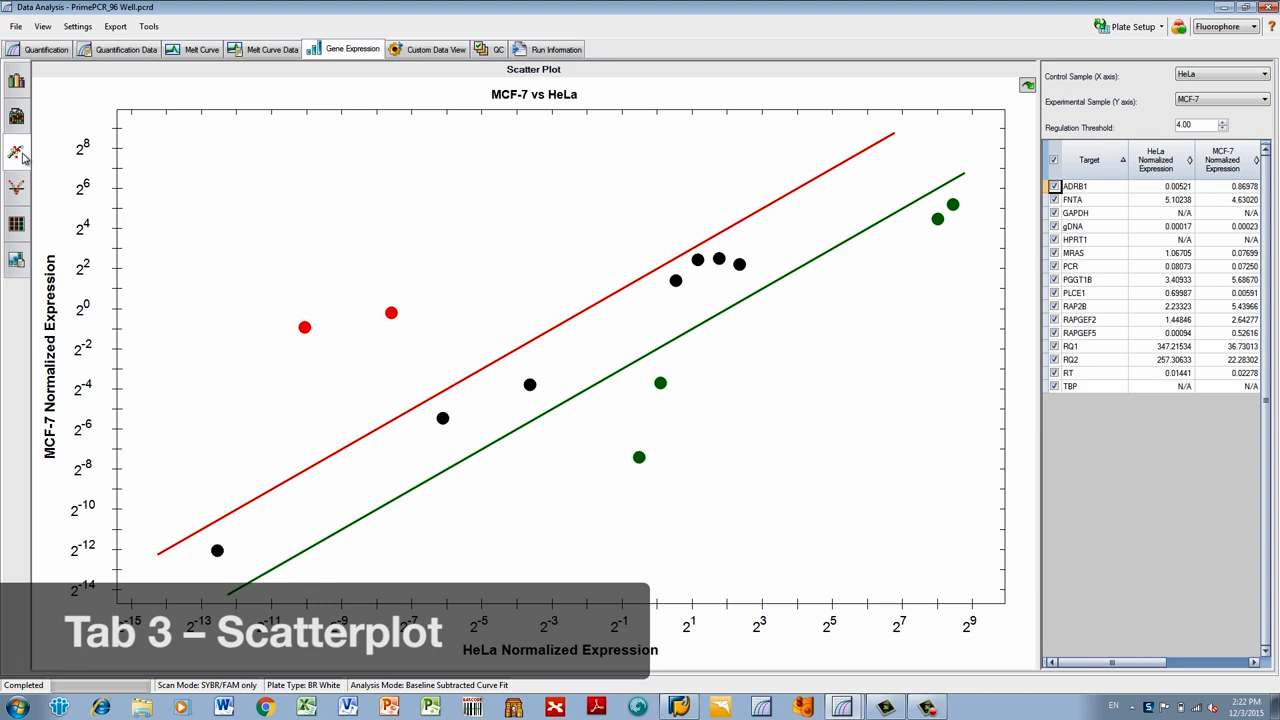 Data Analysis - PrimePCR_96 Well.pcrd
File View Settings Export Tools
Plate Setup Fluorophore ?
Quantification Quantification Data Melt Curve Melt Curve Data Gene Expression Custom Data View QC Run Information
Scatter Plot
MCF-7 vs HeLa
MCF-7 Normalized Expression
2^8
2^6
2^4
2^2
2^0
2^-2
2^-4
2^-6
2^-8
2^-10
2^-12
2^-14
2^-13 2^-11 2^-7 2^-5 2^-3 2^-1 2^1 2^3 2^5 2^7 2^9
HeLa Normalized Expression
Tab 3 – Scatterplot
Control Sample (X axis): HeLa
Experimental Sample (Y axis): MCF-7
Regulation Threshold: 4.00
Target HeLa Normalized Expression MCF-7 Normalized Expression
ADRB1 0.00521 0.86978
FNTA 5.10238 4.63020
GAPDH N/A N/A
gDNA 0.00017 0.00023
HPRT1 N/A N/A
MRAS 1.06705 0.07699
PCR 0.08073 0.07250
PGGT1B 3.40933 5.68670
PLCE1 0.69987 0.00591
RAP2B 2.23323 5.43966
RAPGEF2 1.44846 2.64277
RAPGEF5 0.00094 0.52616
RQ1 347.21534 36.73013
RQ2 257.30633 22.28302
RT 0.01441 0.02278
TBP N/A N/A
Completed Scan Mode: SYBR/FAM only Plate Type: BR White Analysis Mode: Baseline Subtracted Curve Fit
EN 2:22 PM
12/3/2015